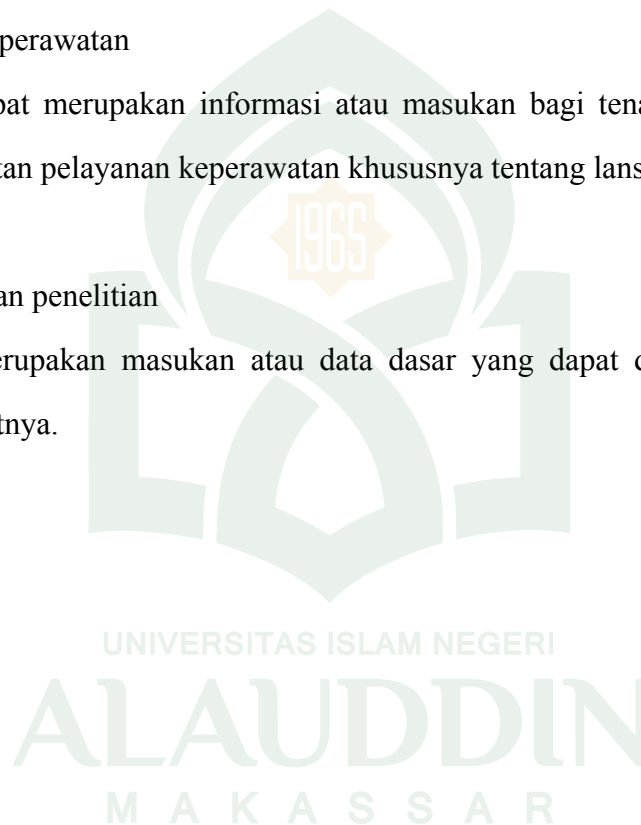 perawatan
pat merupakan informasi atau masukan bagi tena
tan pelayanan keperawatan khususnya tentang lans
1965
an penelitian
erupakan masukan atau data dasar yang dapat d
tnya.
UNIVERSITAS ISLAM NEGERI
ALAUDDIN
MAKASSAR